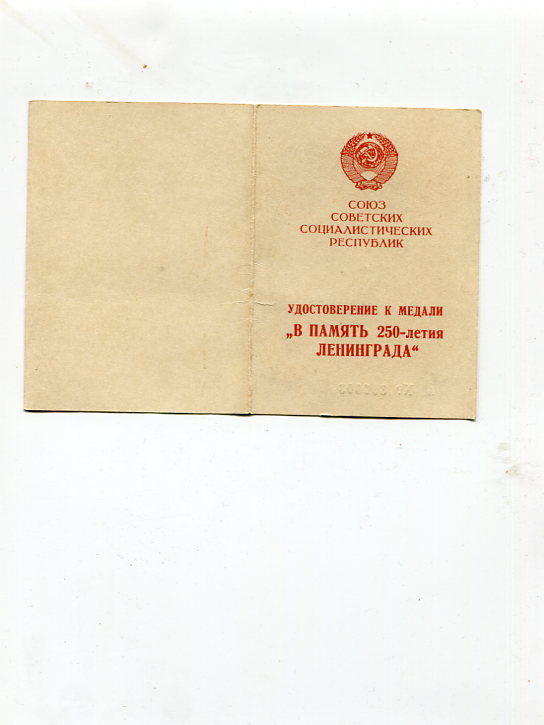 СОЮЗ
СОВЕТСКИХ
СОЦИАЛИСТИЧЕСКИХ
РЕСПУБЛИК
УДОСТОВЕРЕНИЕ К МЕДАЛИ
„В ПАМЯТЬ 250-летия
ЛЕНИНГРАДА“